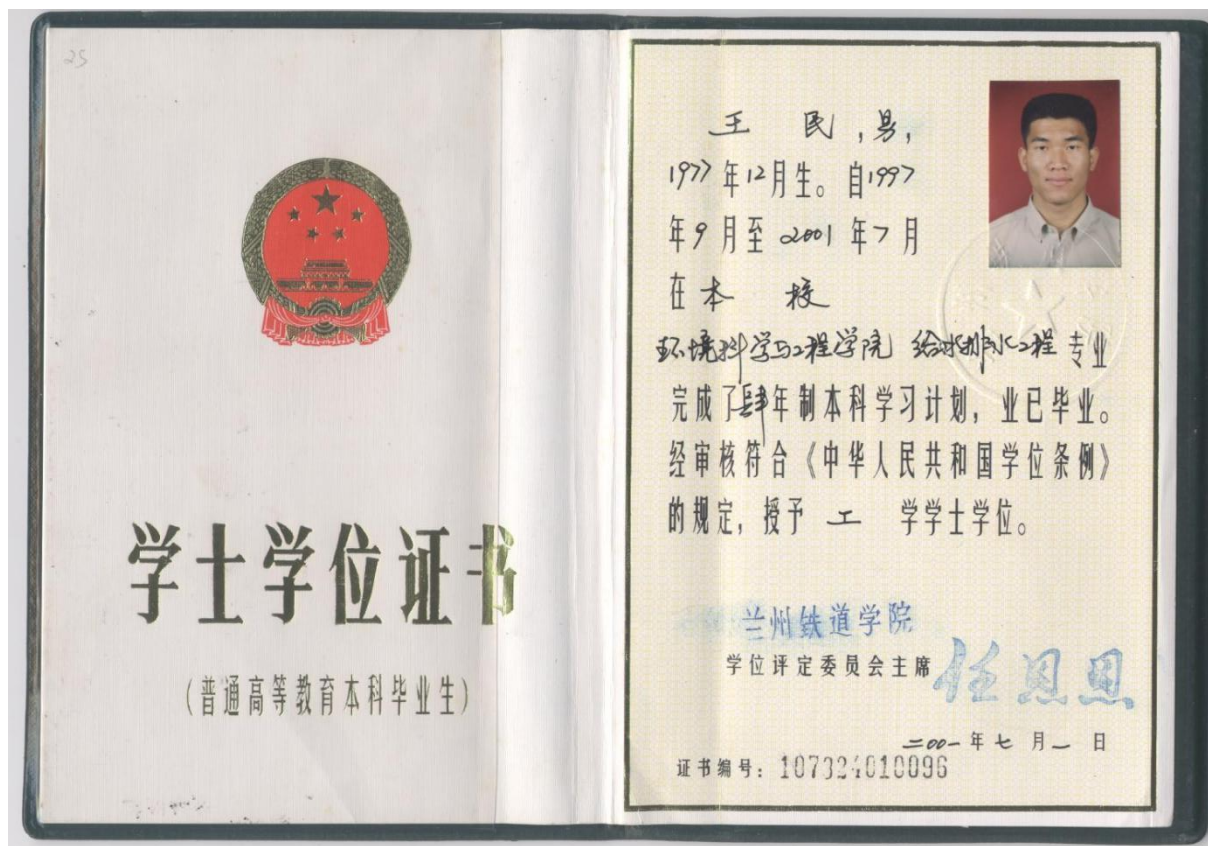 25
学士学位证书
(普通高等教育本科毕业生)
王 民,男,
1977年12月生。自1997
年9月至2001年7月
在本 校
环境科学与工程学院 给水排水工程 专业
完成了肆年制本科学习计划,业已毕业。
经审核符合《中华人民共和国学位条例》
的规定,授予 工 学学士学位。
兰州铁道学院
学位评定委员会主席
任恩恩
二00一年七月一日
证书编号:107324010096